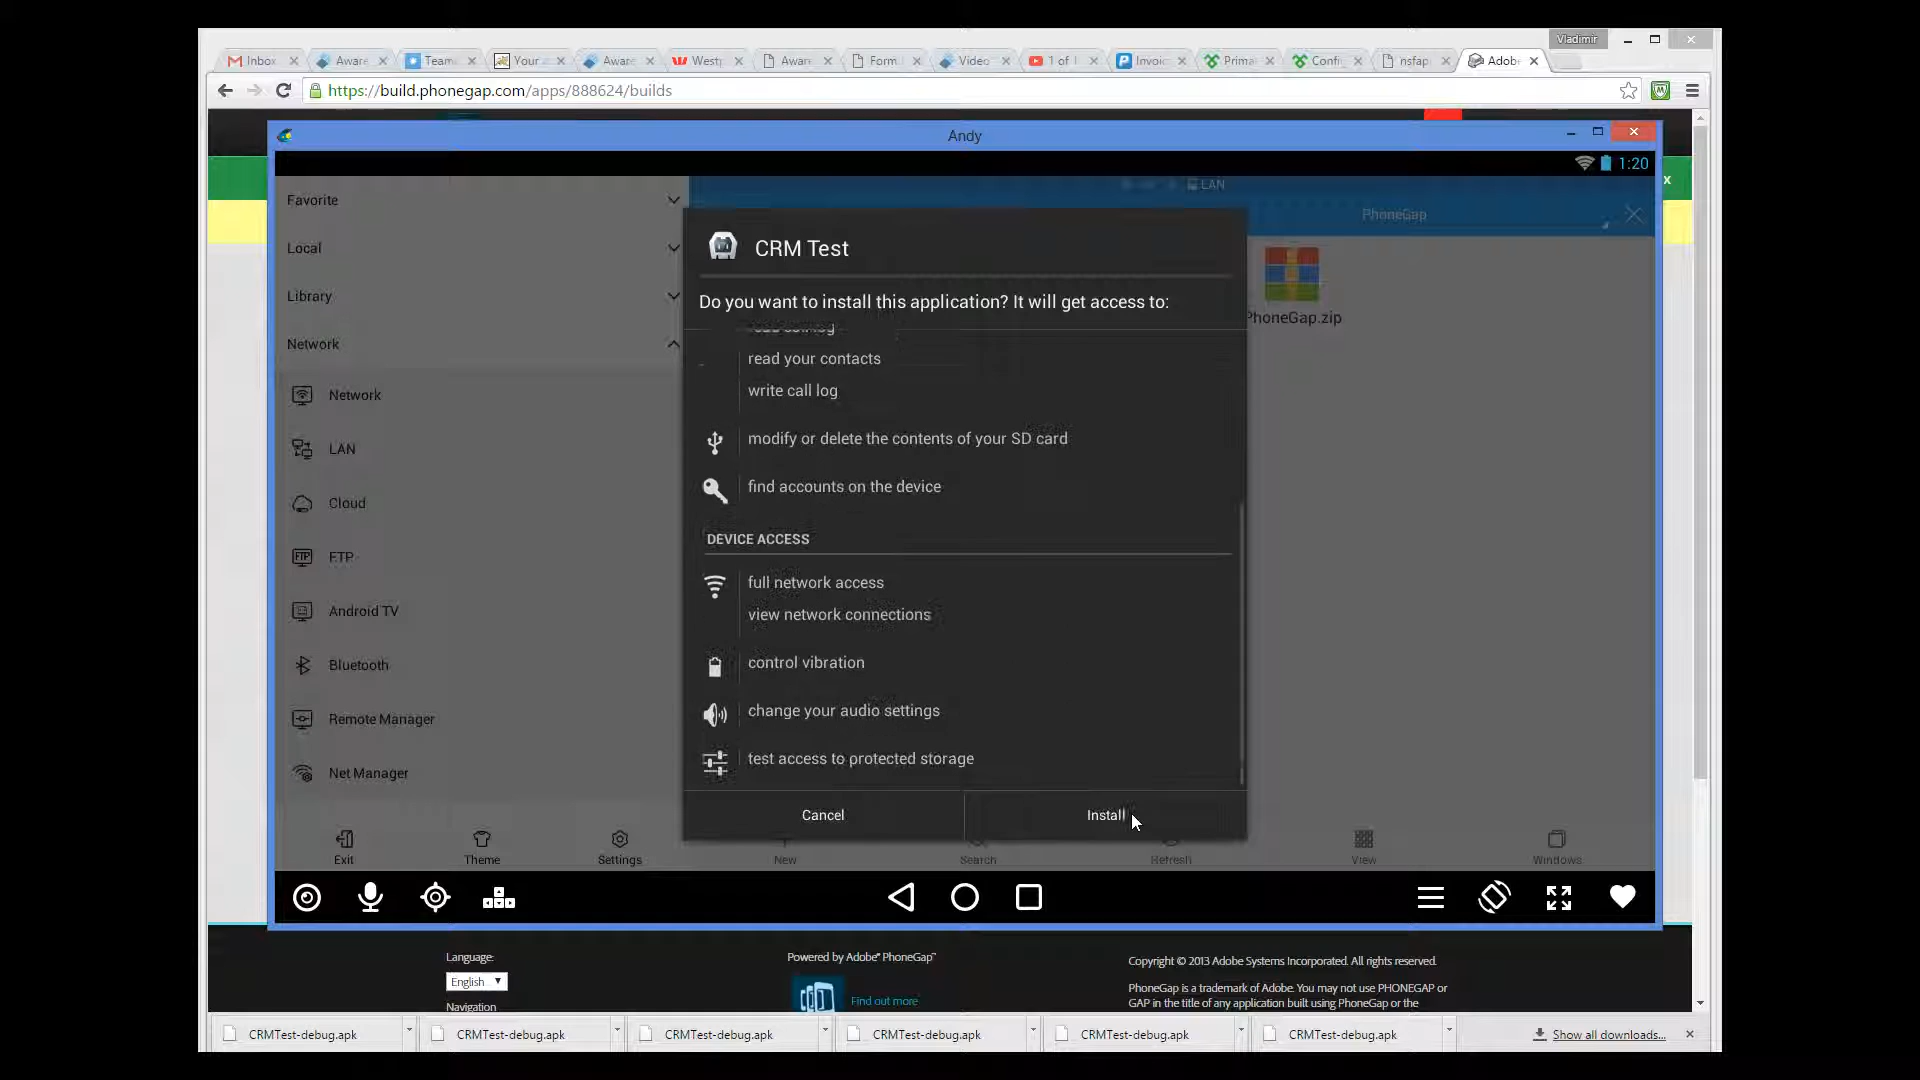 Vladimir
Inbox
Aware
Team
Your
Aware
Westp
Aware
Form
Video
1 of
Invoic
Prima
Confi
nsfap
Adob
https://build.phonegap.com/apps/888624/builds
Andy
1:20
x
Favorite
LAN
PhoneGap
CRM Test
Local
Library
Do you want to install this application? It will get access to:
PhoneGap.zip
Network
read your contacts
write call log
Network
modify or delete the contents of your SD card
LAN
find accounts on the device
Cloud
DEVICE ACCESS
FTP
full network access
view network connections
Android TV
control vibration
Bluetooth
change your audio settings
Remote Manager
test access to protected storage
Net Manager
Cancel
Install
Exit
Theme
Settings
New
Search
Refresh
View
Windows
Language:
English
Navigation
Powered by Adobe® PhoneGap™
Find out more
Copyright © 2013 Adobe Systems Incorporated. All rights reserved.
PhoneGap is a trademark of Adobe. You may not use PHONEGAP or
GAP in the title of any application built using PhoneGap or the
CRMTest-debug.apk
CRMTest-debug.apk
CRMTest-debug.apk
CRMTest-debug.apk
CRMTest-debug.apk
CRMTest-debug.apk
Show all downloads...